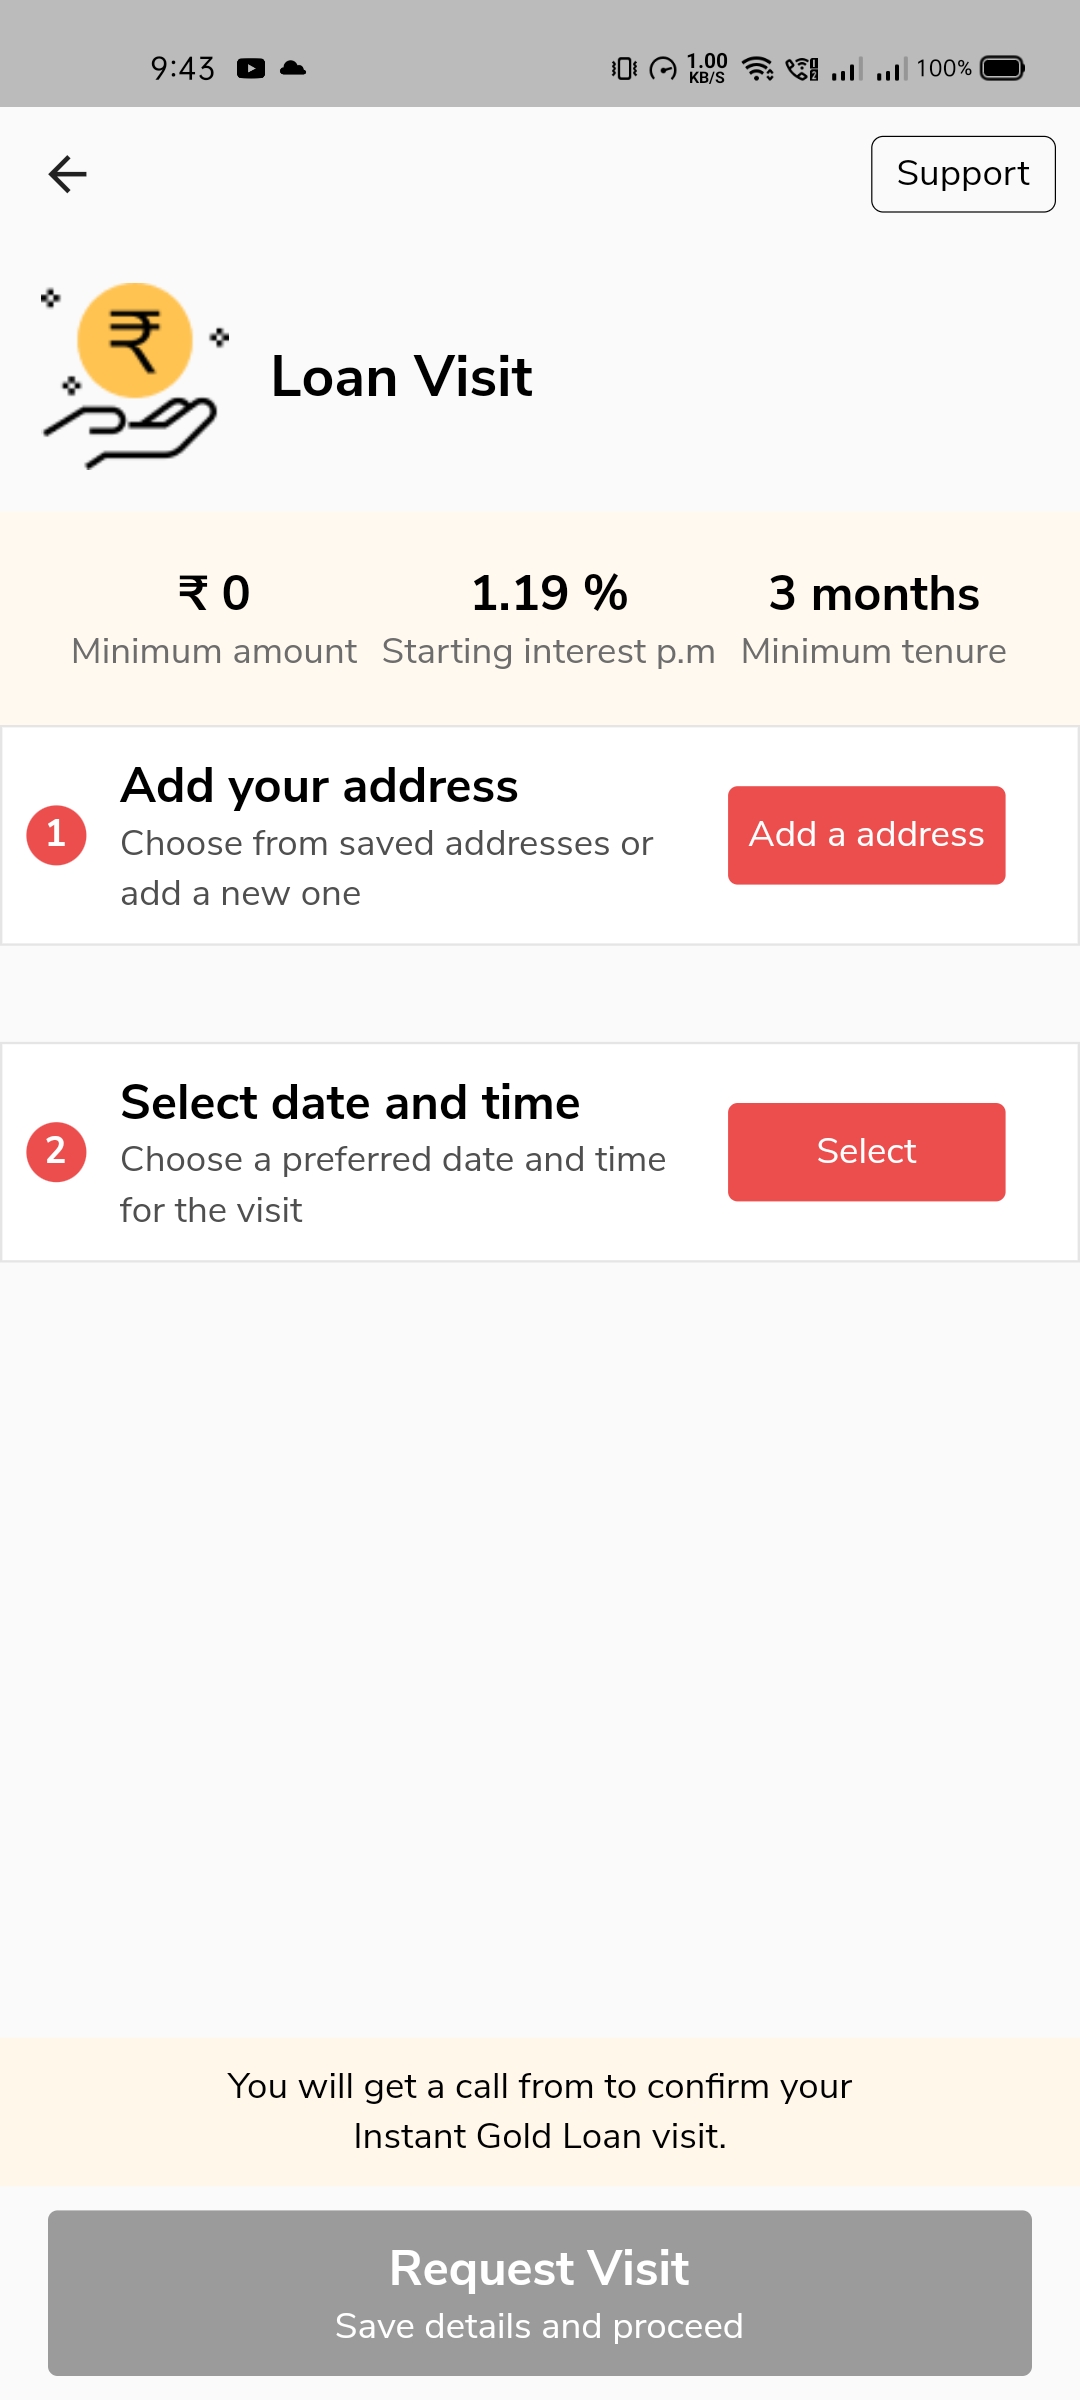 9:43
1.00
KB/S
100%
Support
₹
Loan Visit
₹ 0
1.19 %
3 months
Minimum amount
Starting interest p.m
Minimum tenure
1
Add your address
Choose from saved addresses or
add a new one
Add a address
2
Select date and time
Choose a preferred date and time
for the visit
Select
You will get a call from to confirm your
Instant Gold Loan visit.
Request Visit
Save details and proceed